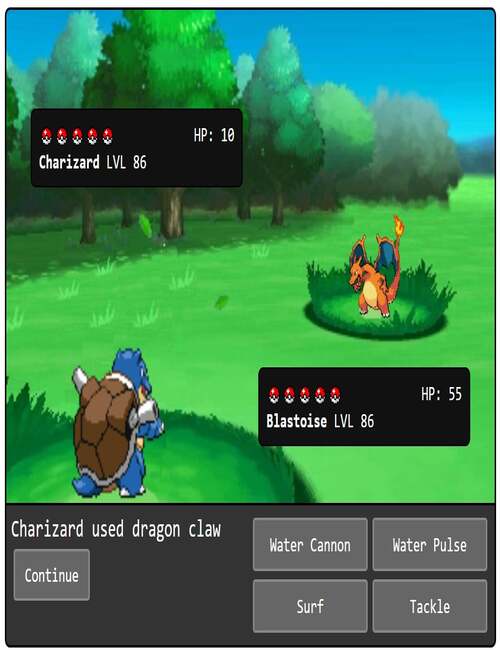 HP: 10
Charizard LVL 86
HP: 55
Blastoise LVL 86
Charizard used dragon claw
Continue
Water Cannon
Water Pulse
Surf
Tackle